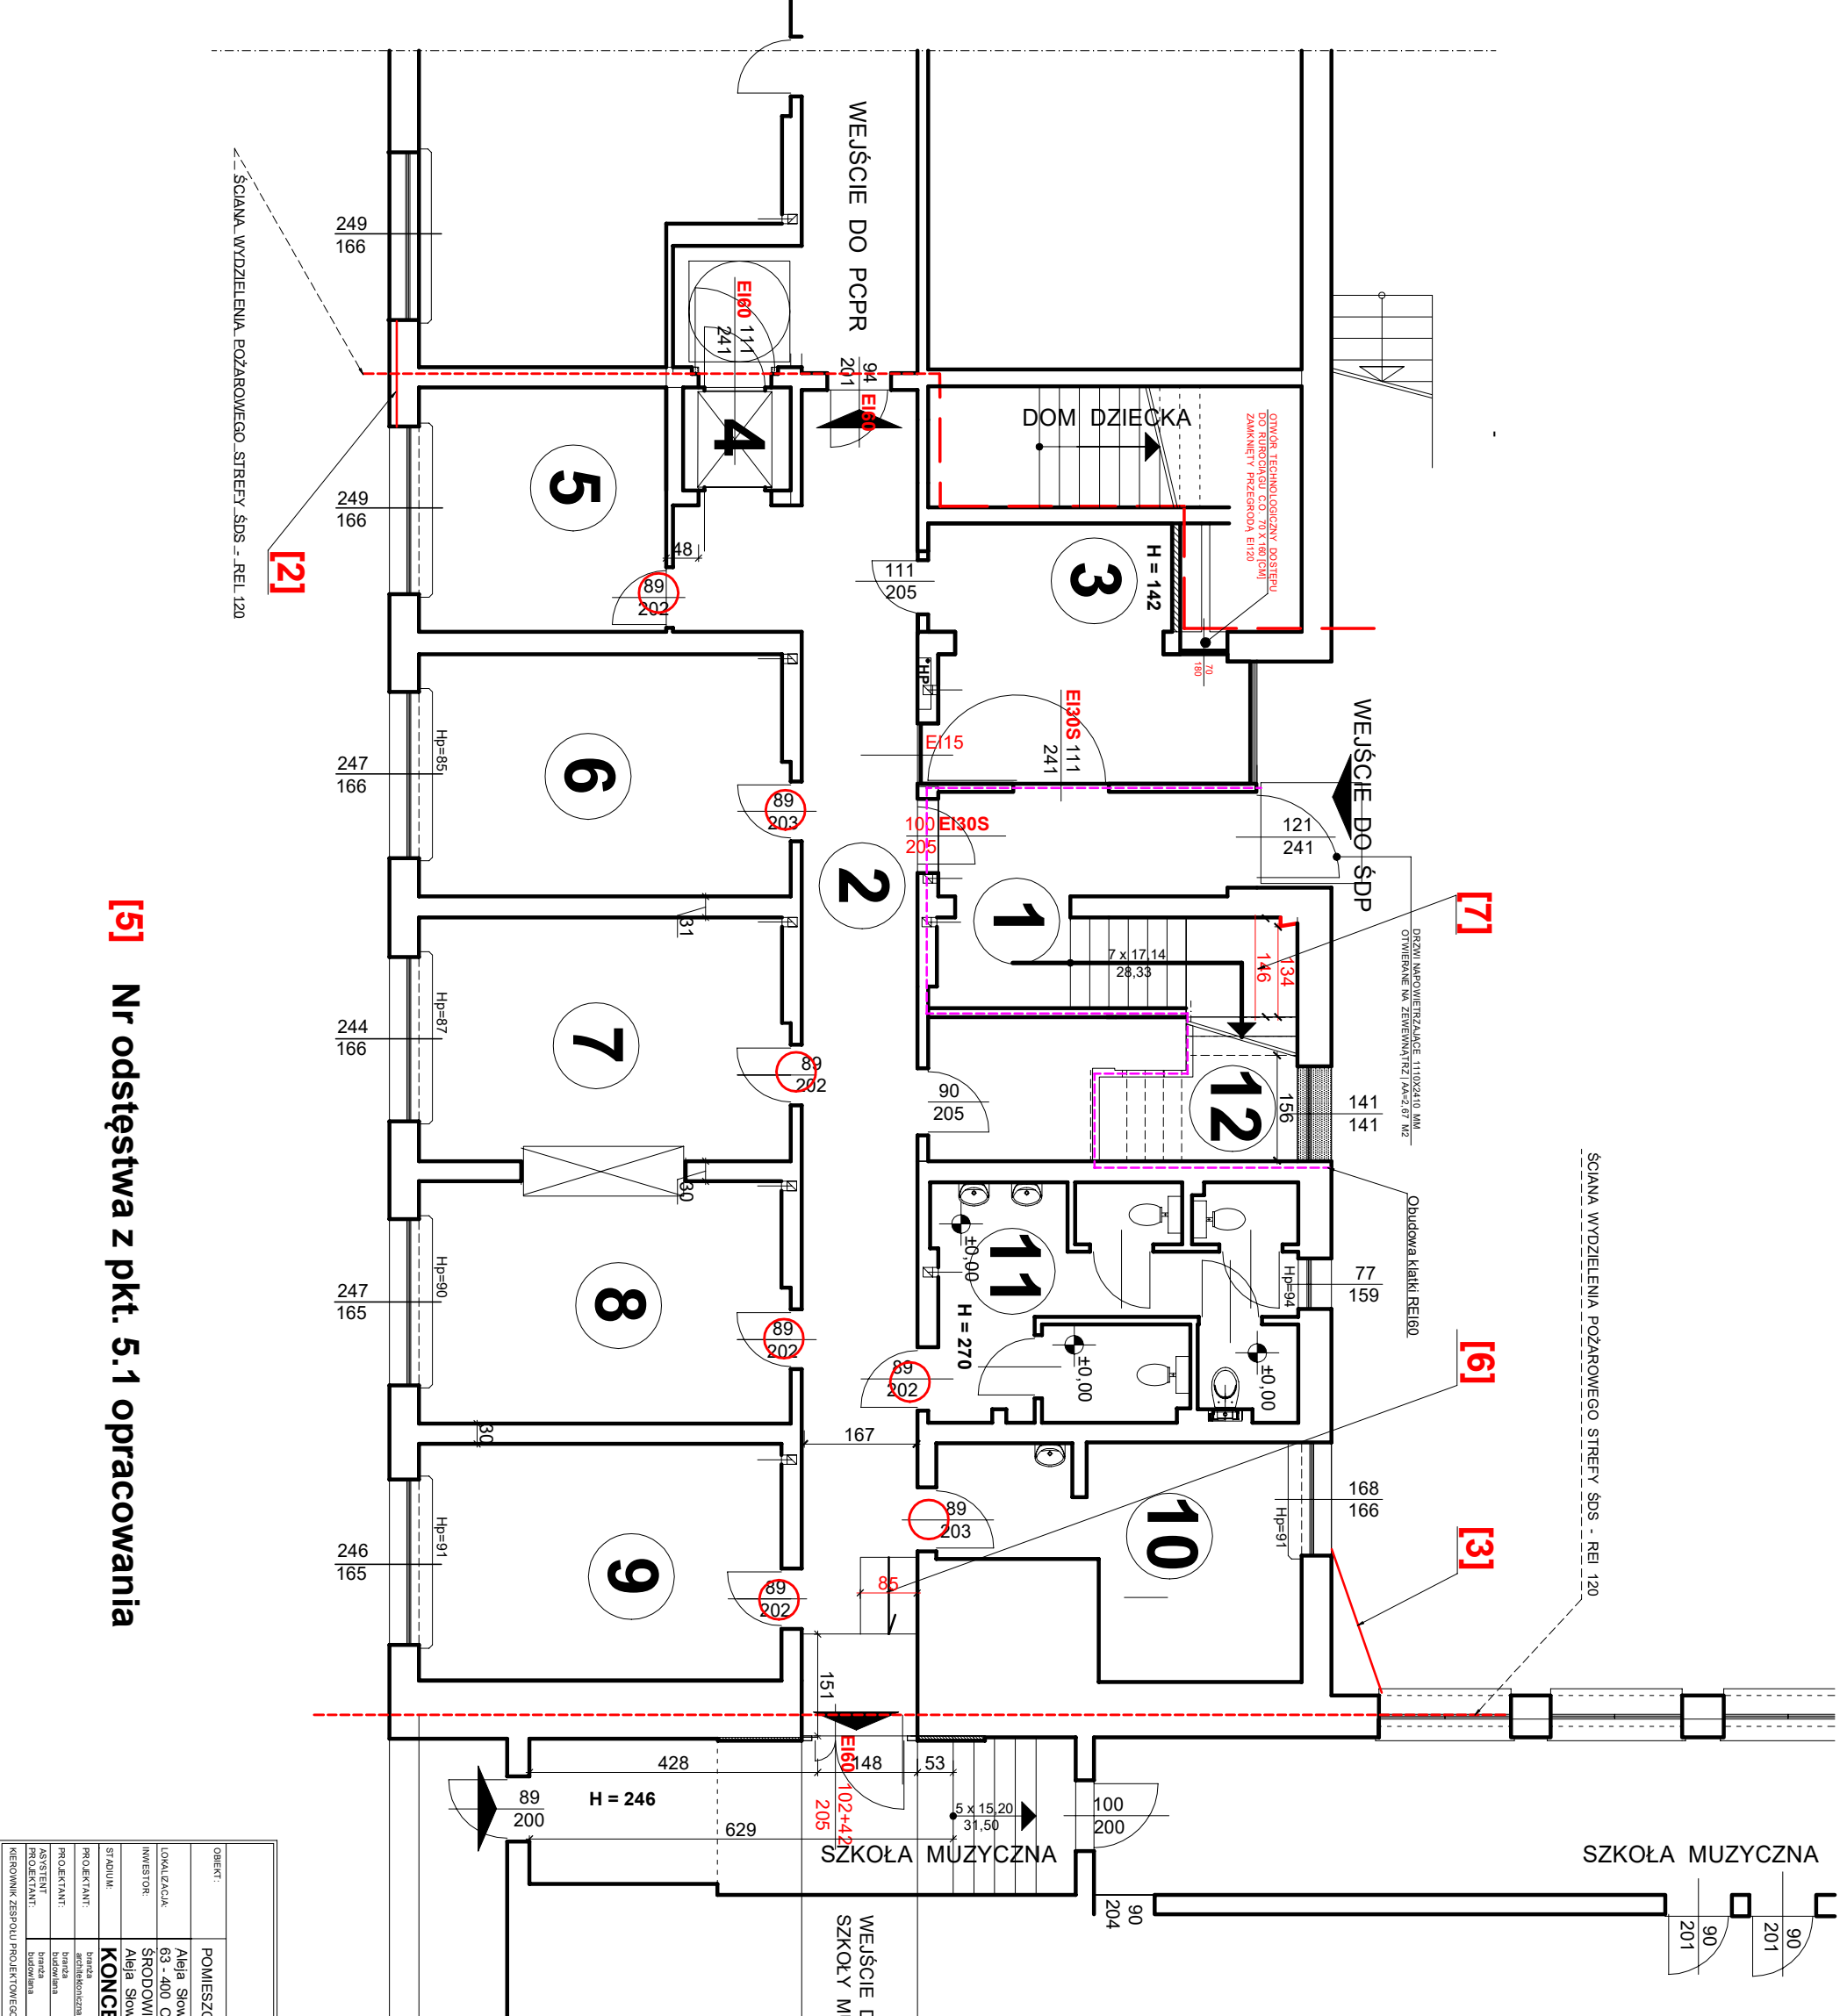 WEJŚCIE DO PCPR
ŚCIANA WYDZIELENIA POŻAROWEGO STREFY ŚDS - REI 120
249
166
EI60
111
241
94
201
EI60
DOM DZIECKA
OTWÓR TECHNOLOGICZNY DOSTĘPU
DO RUROCIĄGU C.O. 70 X 180 [CM]
ZAMKNIĘTY PRZEGRODĄ EI120
4
5
249
166
[2]
48
89
202
111
205
3
H = 142
70
180
HP
EI30S
111
241
EI15
WEJŚCIE DO ŚDP
6
Hp=85
247
166
89
203
100
205
EI30S
121
241
2
1
[7]
DRZWI NAPOWIETRZAJĄCE 1110X2410 MM
OTWIERANE NA ZEWEWNĄTRZ | AA=2,67 M2
7 x 17,14
28,33
146
134
31
7
Hp=87
244
166
89
202
90
205
12
156
141
141
Obudowa klatki REI60
ŚCIANA WYDZIELENIA POŻAROWEGO STREFY ŚDS - REI 120
30
8
Hp=90
247
165
89
202
11
±0,00
H = 270
±0,00
±0,00
Hp=94
77
159
89
202
[6]
167
30
9
Hp=91
246
165
89
202
89
203
10
Hp=91
168
166
[3]
85
151
EI60
102+42
205
428
148
53
629
H = 246
89
200
5 x 15,20
31,50
100
200
SZKOŁA MUZYCZNA
SZKOŁA MUZYCZNA
90
204
90
201
90
201
WEJŚCIE
SZKOŁY
[5] Nr odstęstwa z pkt. 5.1 opracowania
OBIEKT:
LOKALIZACJA:
INWESTOR:
STADIUM:
PROJEKTANT:
PROJEKTANT:
ASYSTENT
PROJEKTANT:
KIEROWNIK ZESPOŁU PROJEKTOWEGO
Aleja
63 - 400
Aleja
branża
architektoniczna
branża
budowlana
branża
budowlana